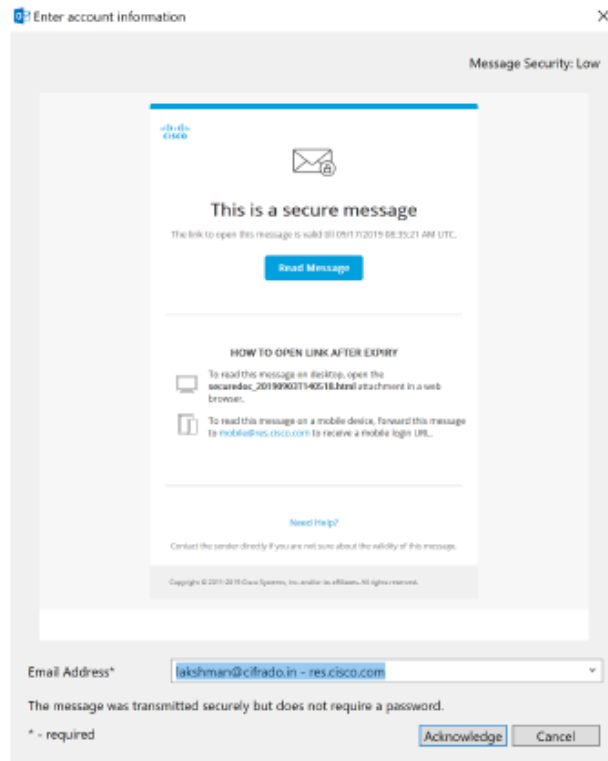 Enter account information
Message Security: Low
CISCO
This is a secure message
The link to open this message is valid till 09/17/2019 08:35:21 AM UTC.
Read Message
HOW TO OPEN LINK AFTER EXPIRY
To read this message on desktop, open the
securedoc_20190903T140518.html attachment in a web
browser.
To read this message on a mobile device, forward this message
to mobile@res.cisco.com to receive a mobile login URL.
Need Help?
Contact the sender directly if you are not sure about the validity of this message.
Copyright © 2011-2019 Cisco Systems, Inc. and/or its affiliates. All rights reserved.
Email Address*
lakshman@cifrado.in - res.cisco.com
The message was transmitted securely but does not require a password.
* - required
Acknowledge
Cancel